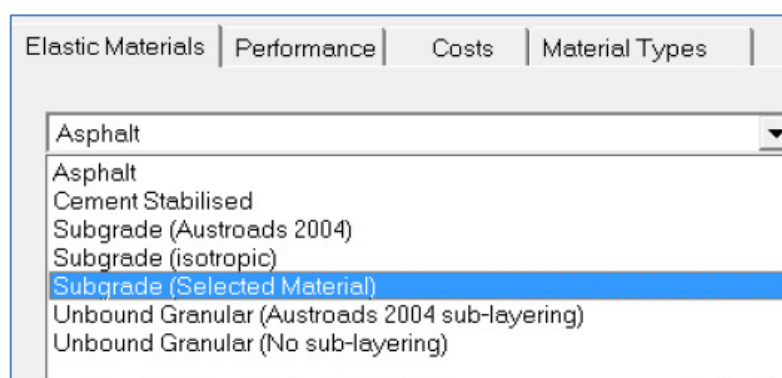 Elastic Materials Performance Costs Material Types
Asphalt
Asphalt
Cement Stabilised
Subgrade (Austroads 2004)
Subgrade (isotropic)
Subgrade (Selected Material)
Unbound Granular (Austroads 2004 sub-layering)
Unbound Granular (No sub-layering)